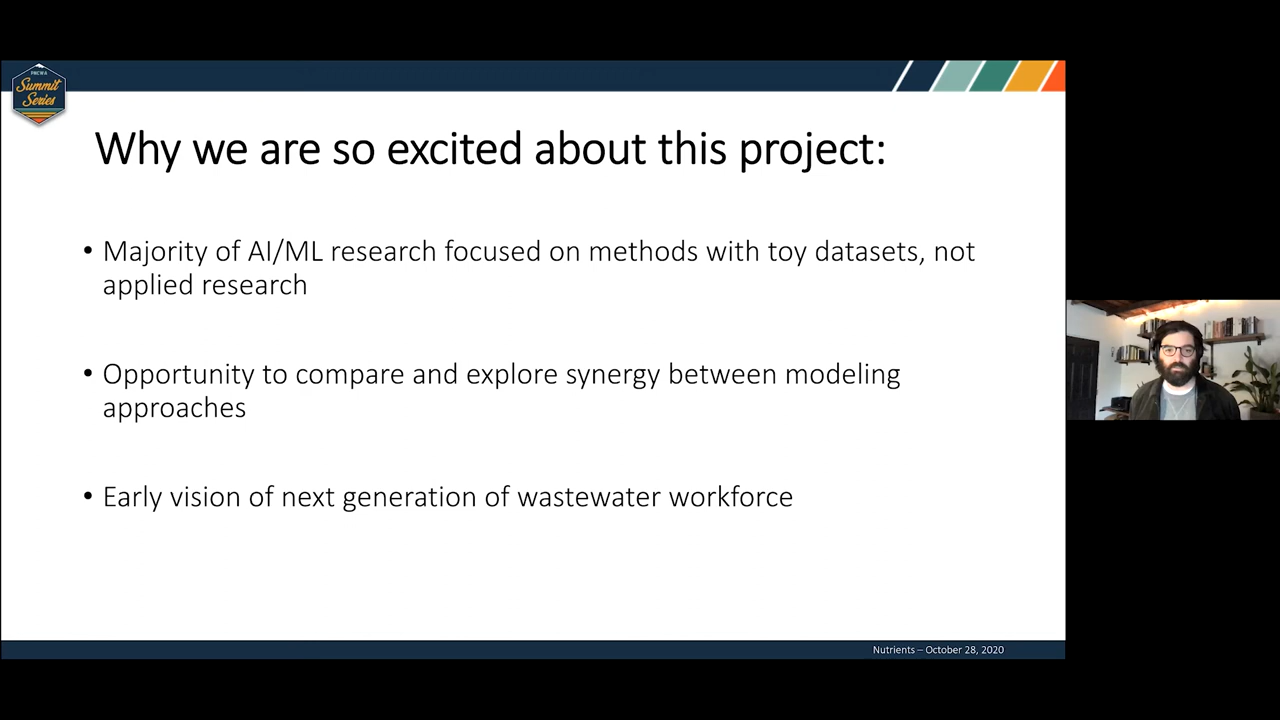 PNCWA
Summit
Series
Why we are so excited about this project:
• Majority of AI/ML research focused on methods with toy datasets, not
applied research
• Opportunity to compare and explore synergy between modeling
approaches
• Early vision of next generation of wastewater workforce
Nutrients – October 28, 2020